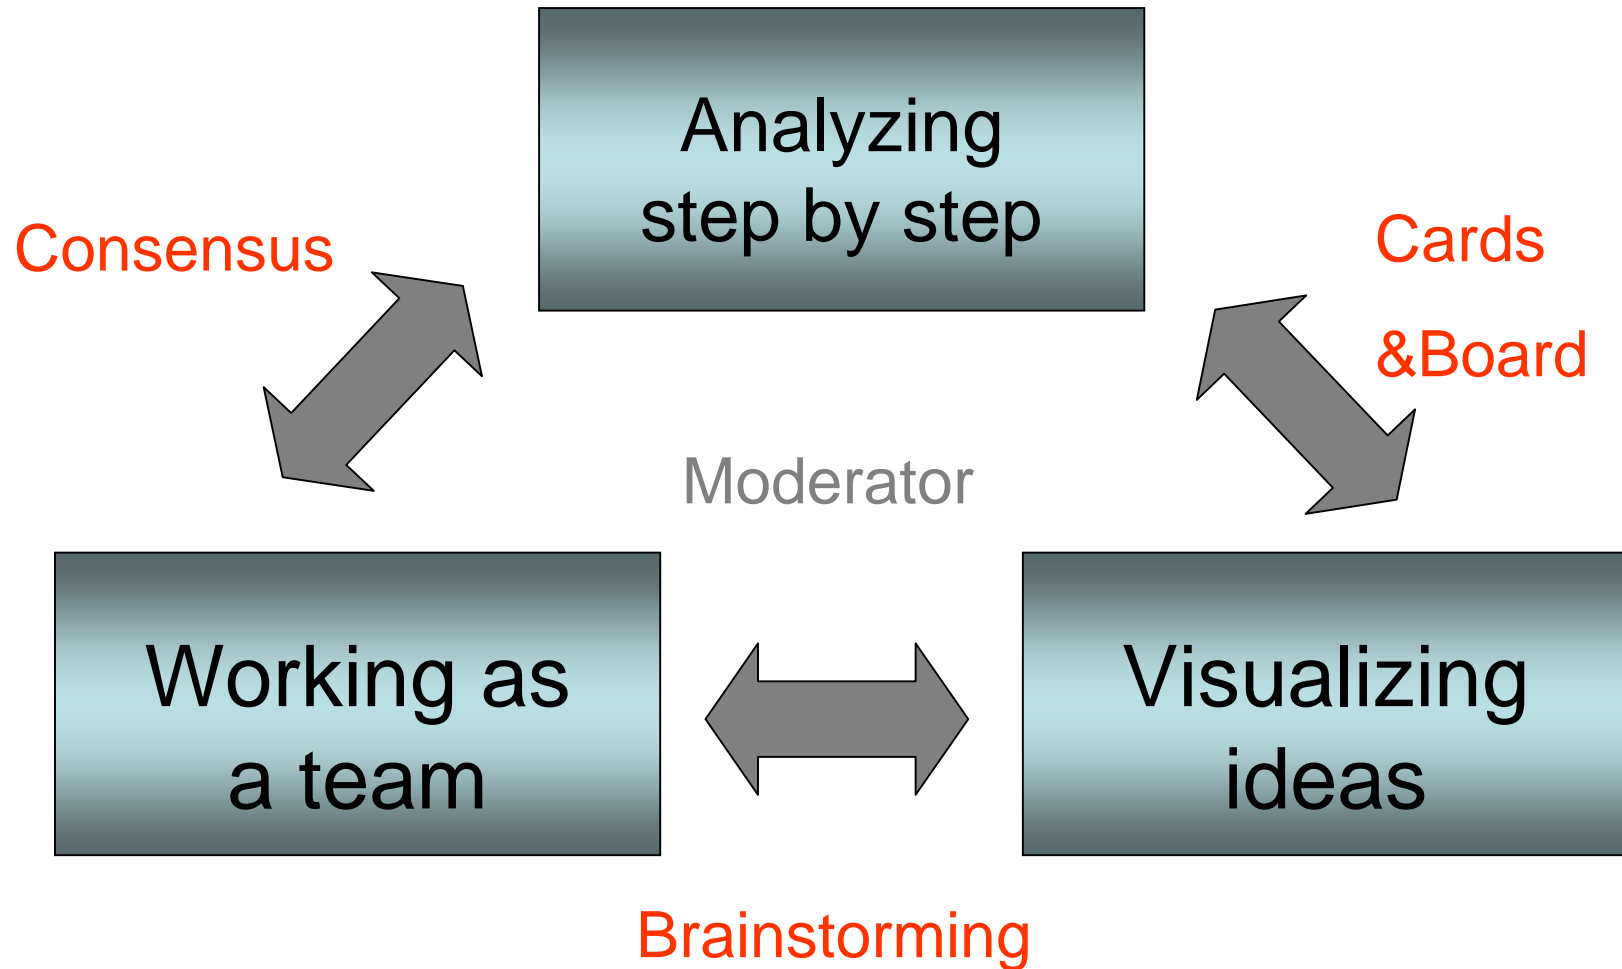 Analyzing
step by step
Consensus
Cards
&Board
Moderator
Working as
a team
Visualizing
ideas
Brainstorming